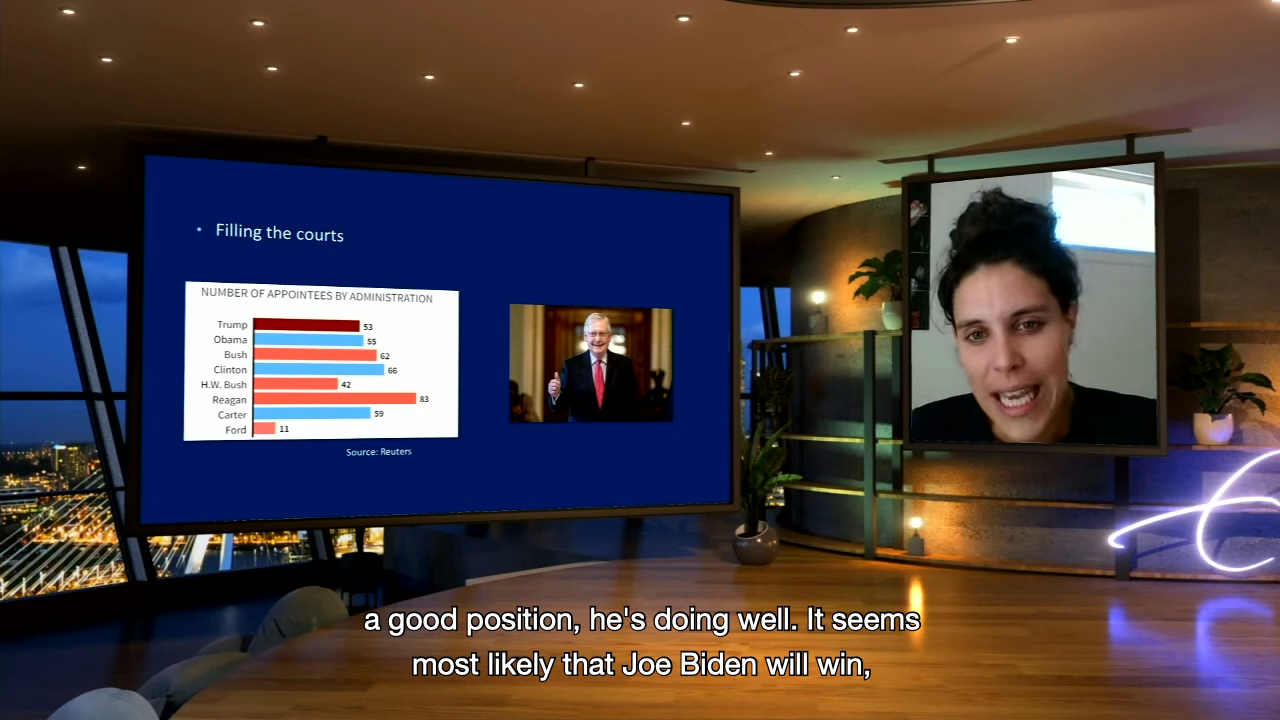 • Filling the courts
NUMBER OF APPOINTEES BY ADMINISTRATION
Trump 53
Obama 55
Bush 62
Clinton 66
H.W. Bush 42
Reagan 83
Carter 59
Ford 11
Source: Reuters
a good position, he's doing well. It seems
most likely that Joe Biden will win,